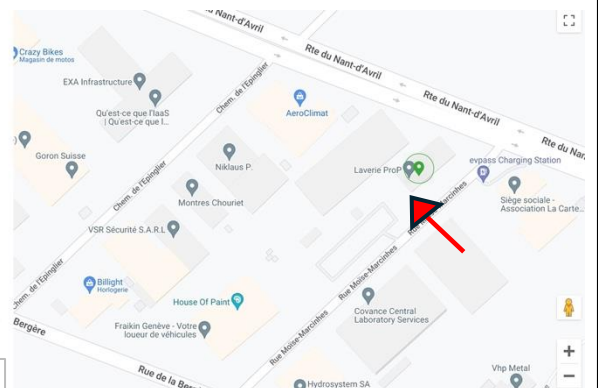 u Nant-d'Avril
Rte du Nant-d'Avril
Rte du Nant-d'Avril
Rte du Nan
Crazy Bikes
Magasin de motos
EXA Infrastructure
Qu'est-ce que l'IaaS
| Qu'est-ce que l...
Chem. de l'Epinglier
AeroClimat
Goron Suisse
Niklaus P.
Laverie ProP
evpass Charging Station
Chem. de l'Epinglier
Montres Chouriet
Siège sociale -
Association La Carte...
VSR Sécurité S.A.R.L
Rue Moïse-Marcinhes
hem. de l'Epinglier
Billight
Horlogerie
House Of Paint
Covance Central
Laboratory Services
Bergère
Fraikin Genève - Votre
loueur de véhicules
Rue Moïse-Marcinhes
Rue de la Ber
Hydrosystem SA
Vhp Metal
+
−